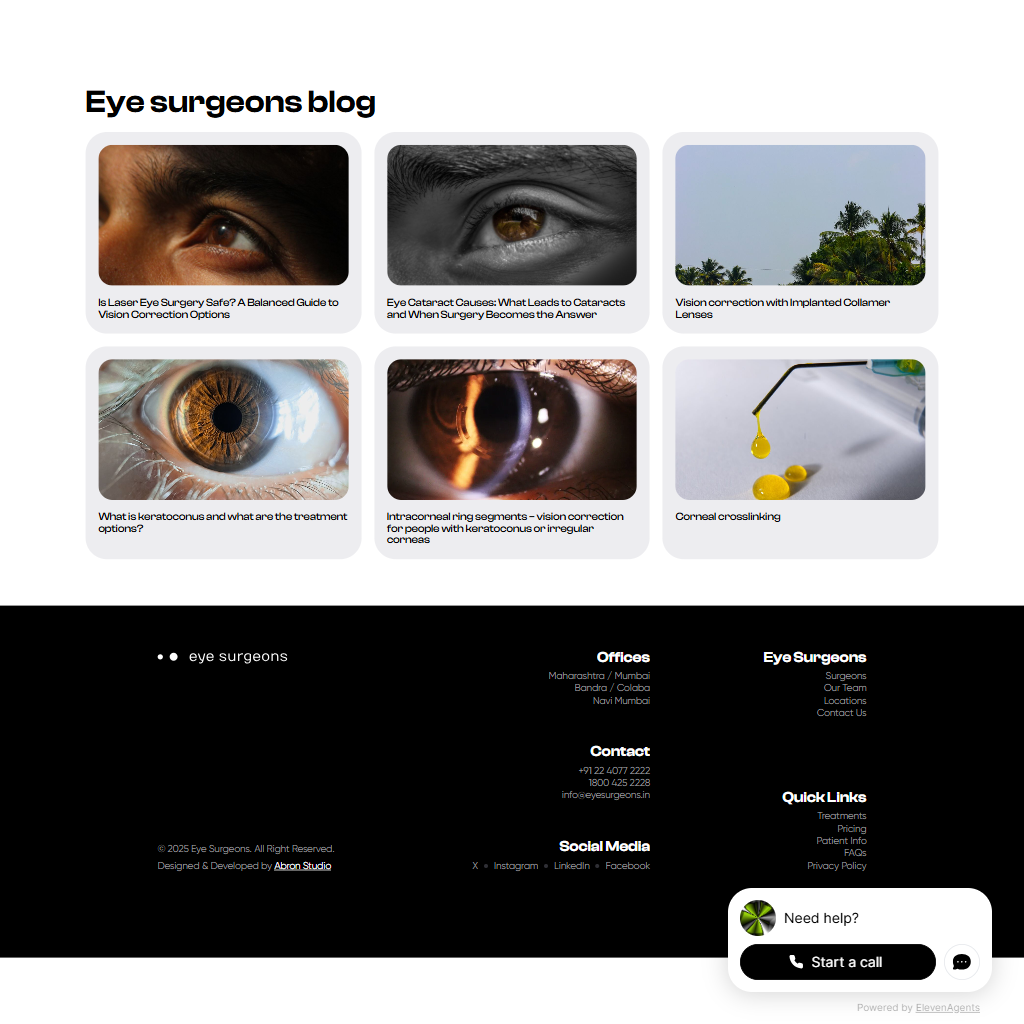 Eye surgeons blog
Is Laser Eye Surgery Safe? A Balanced Guide to
Vision Correction Options
Eye Cataract Causes: What Leads to Cataracts
and When Surgery Becomes the Answer
Vision correction with Implanted Collamer
Lenses
What is keratoconus and what are the treatment
options?
Intracorneal ring segments – vision correction
for people with keratoconus or irregular
corneas
Corneal crosslinking
eye surgeons
© 2025 Eye Surgeons. All Right Reserved.
Designed & Developed by Abron Studio
Offices
Maharashtra / Mumbai
Bandra / Colaba
Navi Mumbai
Contact
+91 22 4077 2222
1800 425 2228
info@eyesurgeons.in
Social Media
X • Instagram • LinkedIn • Facebook
Eye Surgeons
Surgeons
Our Team
Locations
Contact Us
Quick Links
Treatments
Pricing
Patient Info
FAQs
Privacy Policy
Need help?
Start a call
Powered by ElevenAgents